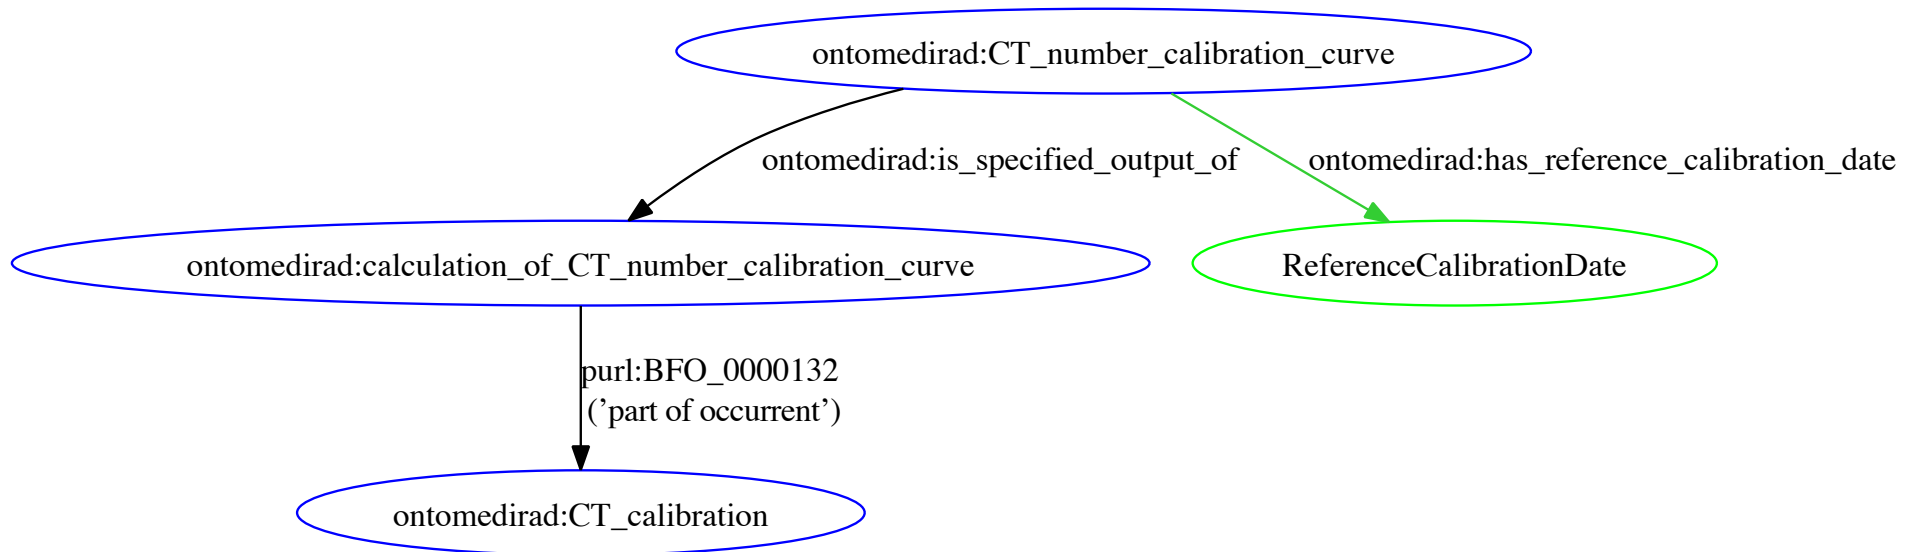 ontomedirad:CT_number_calibration_curve
ontomedirad:is_specified_output_of
ontomedirad:has_reference_calibration_date
ontomedirad:calculation_of_CT_number_calibration_curve
ReferenceCalibrationDate
purl:BFO_0000132
(’part of occurrent’)
ontomedirad:CT_calibration